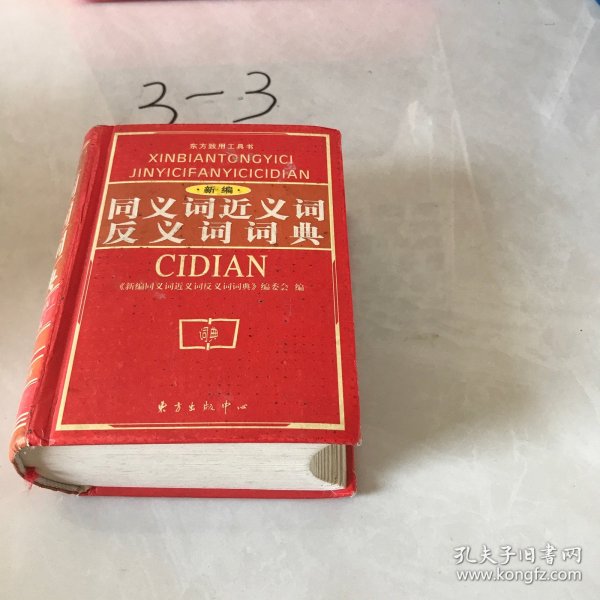 3-3
东方致用工具书
XINBIANTONGYICI
JINYICIFANYICICIDIAN
·新编·
同义词近义词
反义词词典
CIDIAN
《新编同义词近义词反义词词典》编委会 编
词典
东方出版中心
孔夫子旧书网
www.kongfz.com